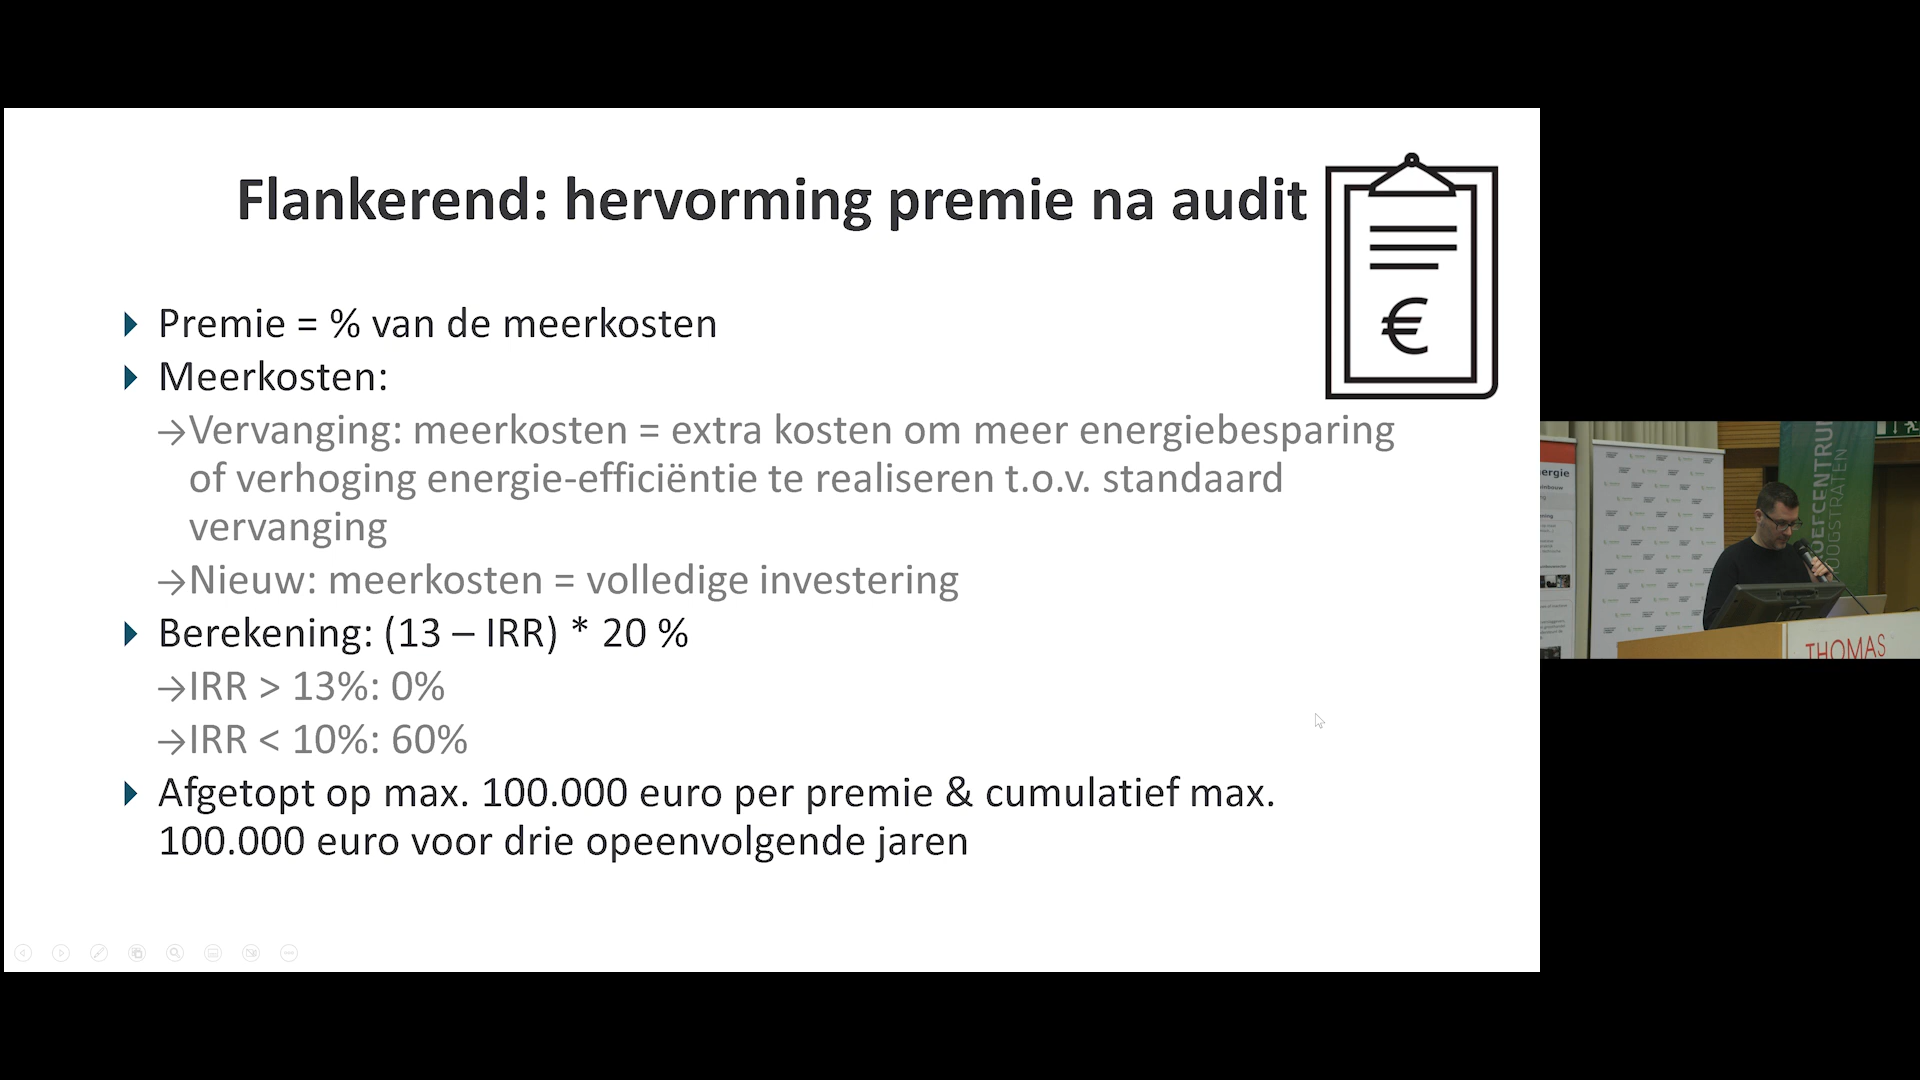 Flankerend: hervorming premie na audit
€
Premie = % van de meerkosten
Meerkosten:
→Vervanging: meerkosten = extra kosten om meer energiebesparing
of verhoging energie-efficiëntie te realiseren t.o.v. standaard
vervanging
→Nieuw: meerkosten = volledige investering
Berekening: (13 – IRR) * 20 %
→IRR > 13%: 0%
→IRR < 10%: 60%
Afgetopt op max. 100.000 euro per premie & cumulatief max.
100.000 euro voor drie opeenvolgende jaren
HOOGSTRATEN
THOMAS